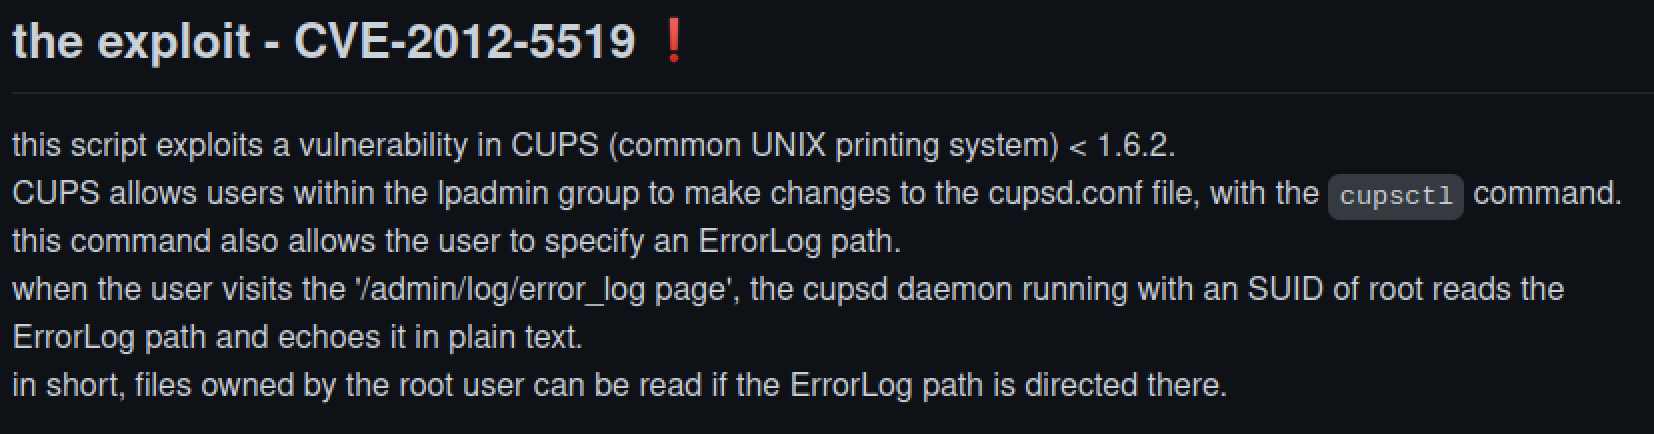 the exploit - CVE-2012-5519 ❗
this script exploits a vulnerability in CUPS (common UNIX printing system) < 1.6.2.
CUPS allows users within the lpadmin group to make changes to the cupsd.conf file, with the cupsctl command.
this command also allows the user to specify an ErrorLog path.
when the user visits the '/admin/log/error_log page', the cupsd daemon running with an SUID of root reads the
ErrorLog path and echoes it in plain text.
in short, files owned by the root user can be read if the ErrorLog path is directed there.